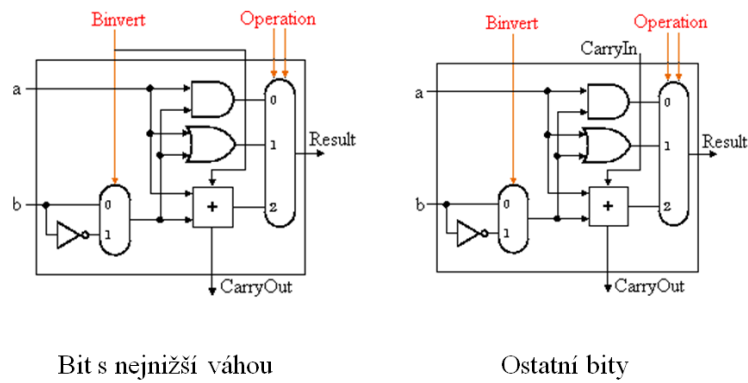 Binvert
Operation
a
0
1
Result
b
0
1
+
2
CarryOut
Bit s nejnižší váhou
Binvert
Operation
CarryIn
a
0
1
Result
b
0
1
+
2
CarryOut
Ostatní bity